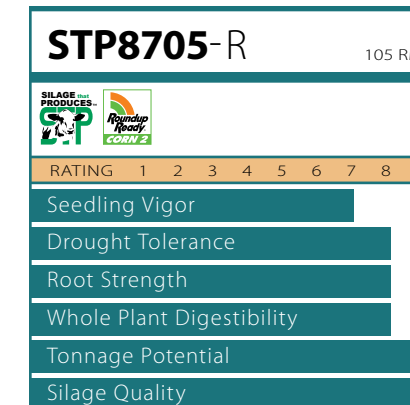 STP8705-R
105 R
SILAGE that
PRODUCES
STP
Roundup
Ready
CORN 2
RATING 1 2 3 4 5 6 7 8
Seedling Vigor
Drought Tolerance
Root Strength
Whole Plant Digestibility
Tonnage Potential
Silage Quality